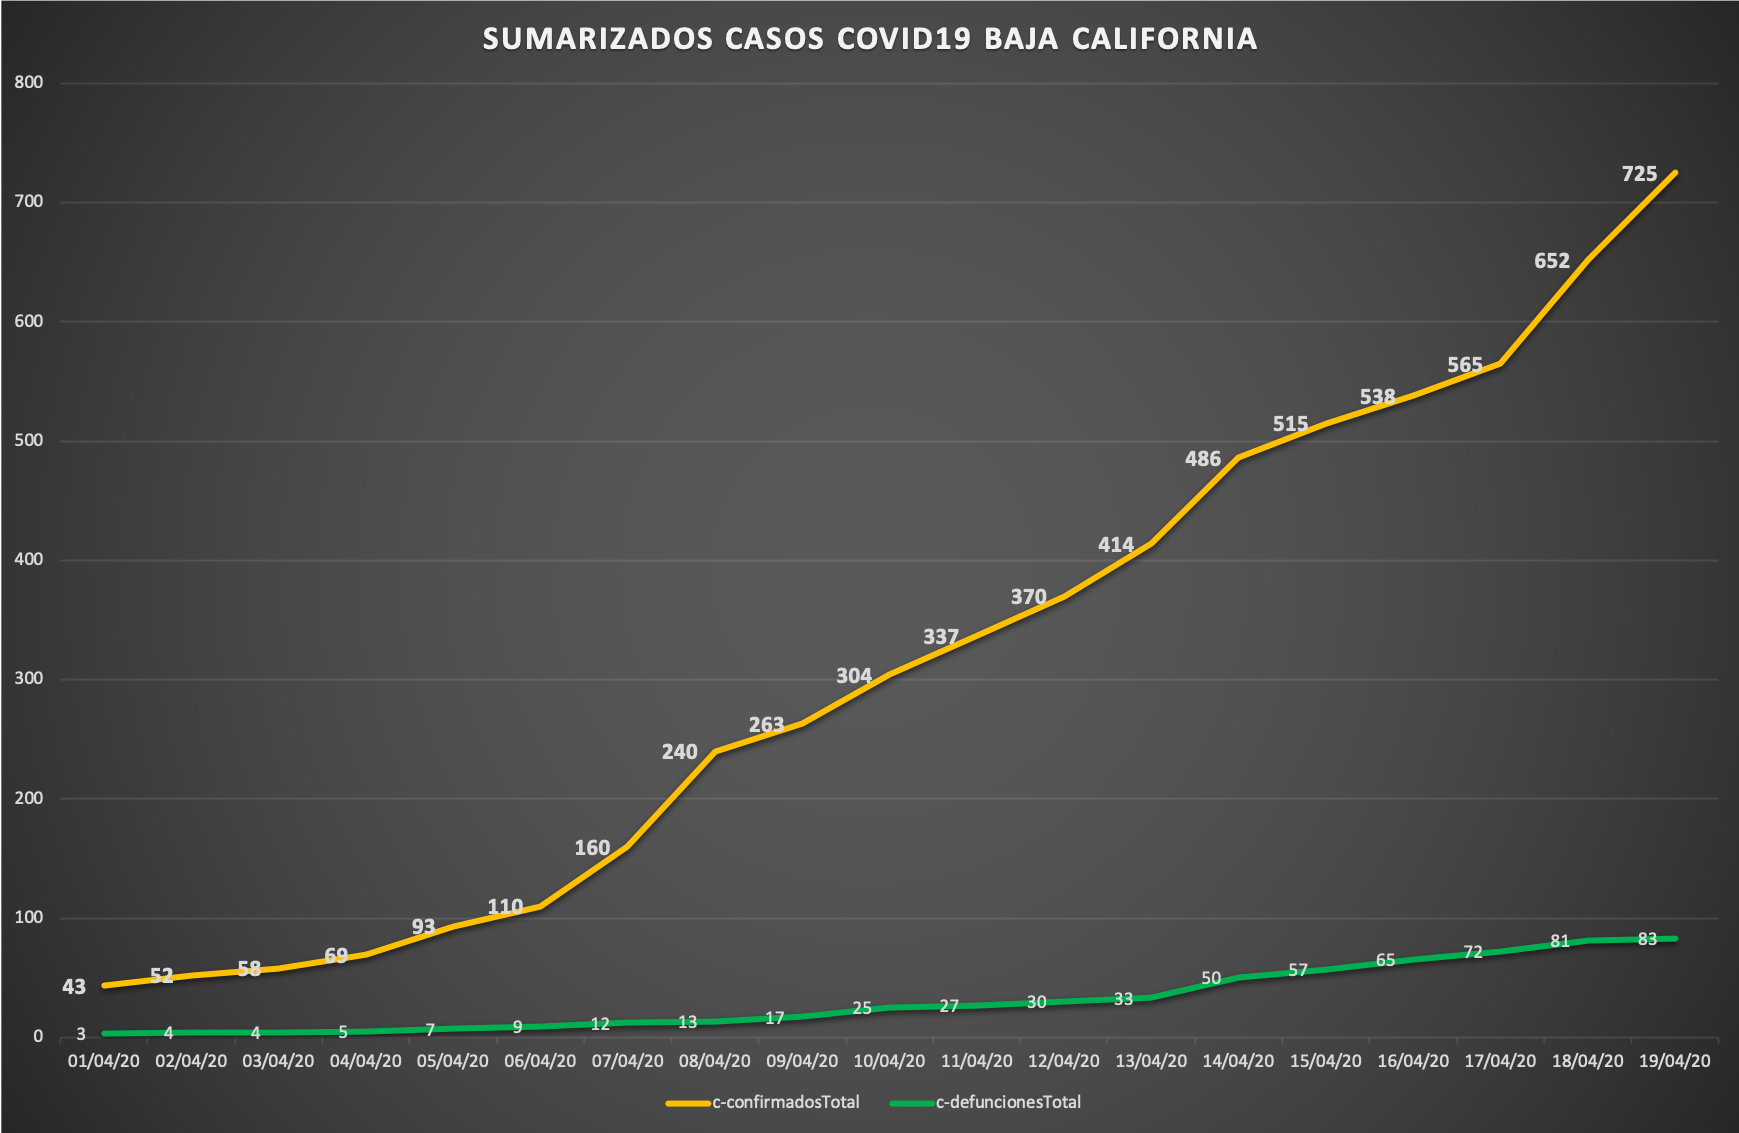 SUMARIZADOS CASOS COVID19 BAJA CALIFORNIA
800
700
600
500
400
300
200
100
0
43 52 58 69 93 110 160 240 263 304 337 370 414 486 515 538 565 652 725
3 4 4 5 7 9 12 13 17 25 27 30 33 50 57 65 72 81 83
01/04/20 02/04/20 03/04/20 04/04/20 05/04/20 06/04/20 07/04/20 08/04/20 09/04/20 10/04/20 11/04/20 12/04/20 13/04/20 14/04/20 15/04/20 16/04/20 17/04/20 18/04/20 19/04/20
c-confirmadosTotal c-defuncionesTotal